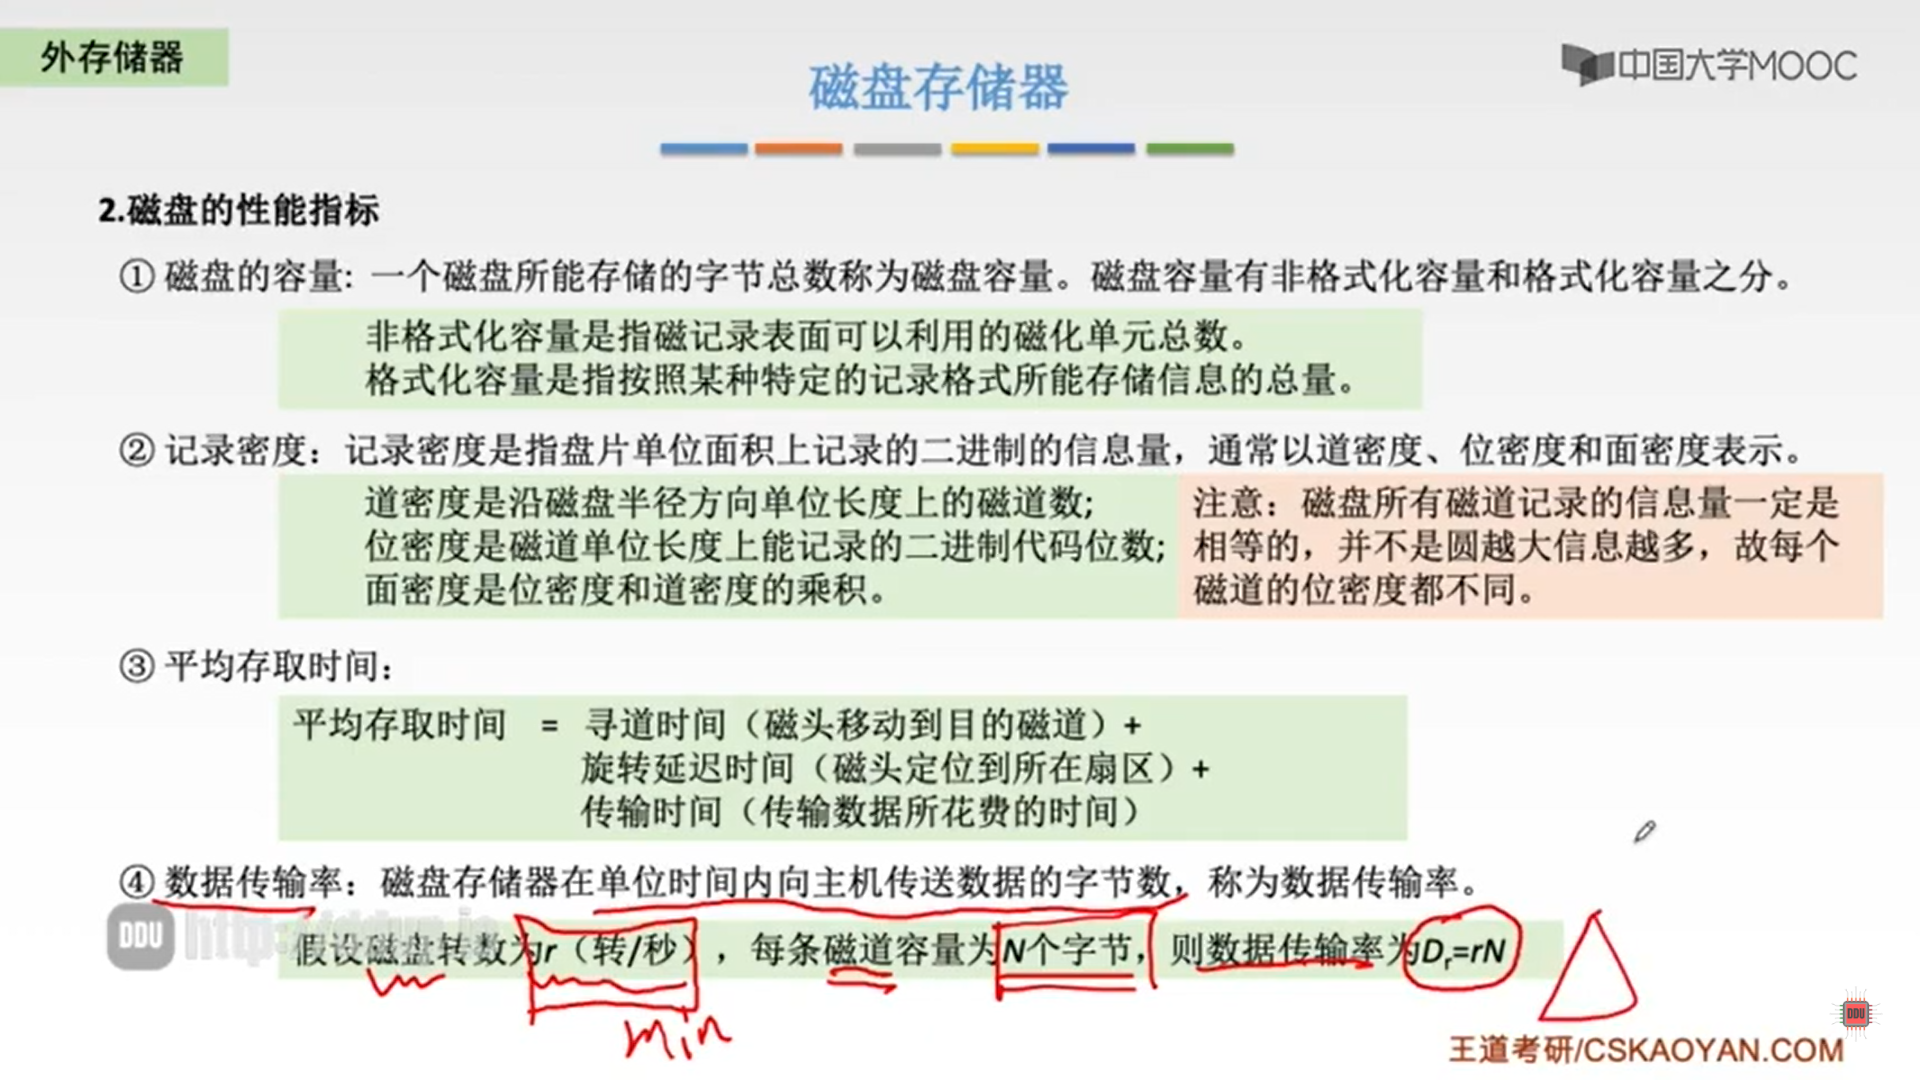 外存储器
中国大学MOOC
磁盘存储器
2.磁盘的性能指标
① 磁盘的容量: 一个磁盘所能存储的字节总数称为磁盘容量。磁盘容量有非格式化容量和格式化容量之分。
非格式化容量是指磁记录表面可以利用的磁化单元总数。
格式化容量是指按照某种特定的记录格式所能存储信息的总量。
② 记录密度：记录密度是指盘片单位面积上记录的二进制的信息量，通常以道密度、位密度和面密度表示。
道密度是沿磁盘半径方向单位长度上的磁道数;
位密度是磁道单位长度上能记录的二进制代码位数;
面密度是位密度和道密度的乘积。
注意：磁盘所有磁道记录的信息量一定是
相等的，并不是圆越大信息越多，故每个
磁道的位密度都不同。
③ 平均存取时间：
平均存取时间 = 寻道时间（磁头移动到目的磁道）+
旋转延迟时间（磁头定位到所在扇区）+
传输时间（传输数据所花费的时间）
④ 数据传输率：磁盘存储器在单位时间内向主机传送数据的字节数，称为数据传输率。
假设磁盘转数为r（转/秒），每条磁道容量为N个字节，则数据传输率为Dr=rN
min
DDU
DDU
王道考研/CSKAOYAN.COM